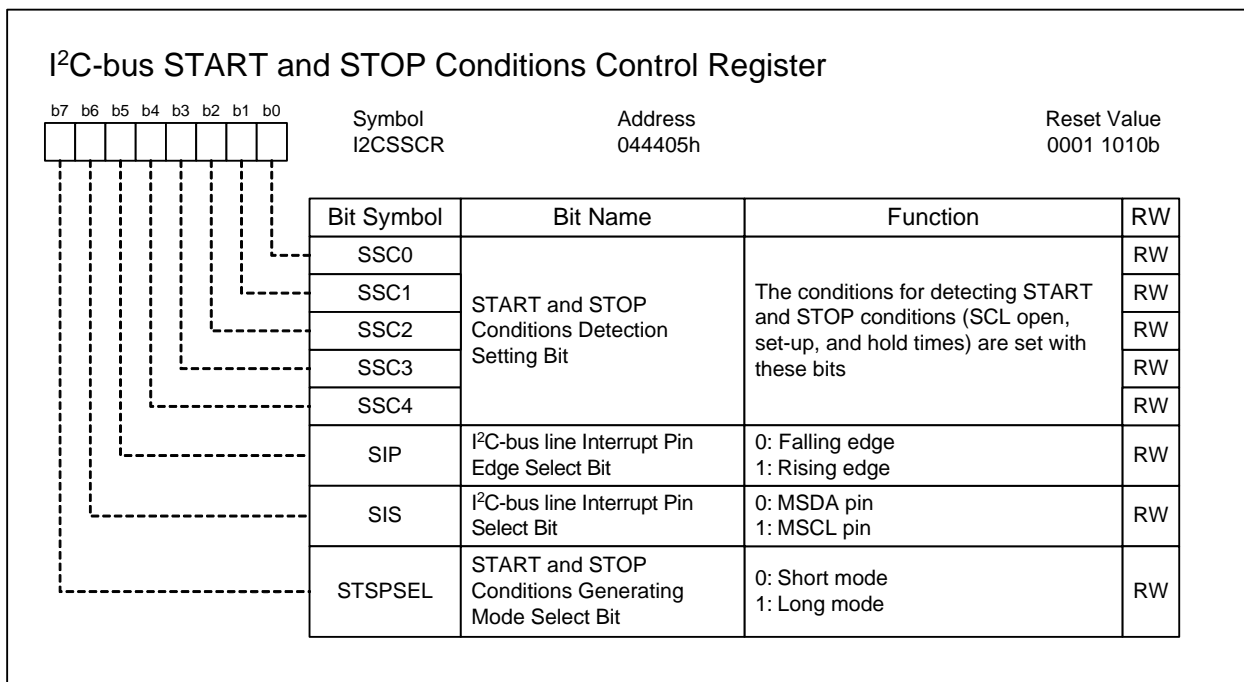 I²C-bus START and STOP Conditions Control Register
b7 b6 b5 b4 b3 b2 b1 b0
Symbol Address Reset Value
I2CSSCR 044405h 0001 1010b
Bit Symbol Bit Name Function RW
SSC0 RW
SSC1 RW
SSC2 RW
SSC3 RW
SSC4 RW
START and STOP
Conditions Detection
Setting Bit
The conditions for detecting START
and STOP conditions (SCL open,
set-up, and hold times) are set with
these bits
SIP
I²C-bus line Interrupt Pin
Edge Select Bit
0: Falling edge
1: Rising edge
RW
SIS
I²C-bus line Interrupt Pin
Select Bit
0: MSDA pin
1: MSCL pin
RW
STSPSEL
START and STOP
Conditions Generating
Mode Select Bit
0: Short mode
1: Long mode
RW